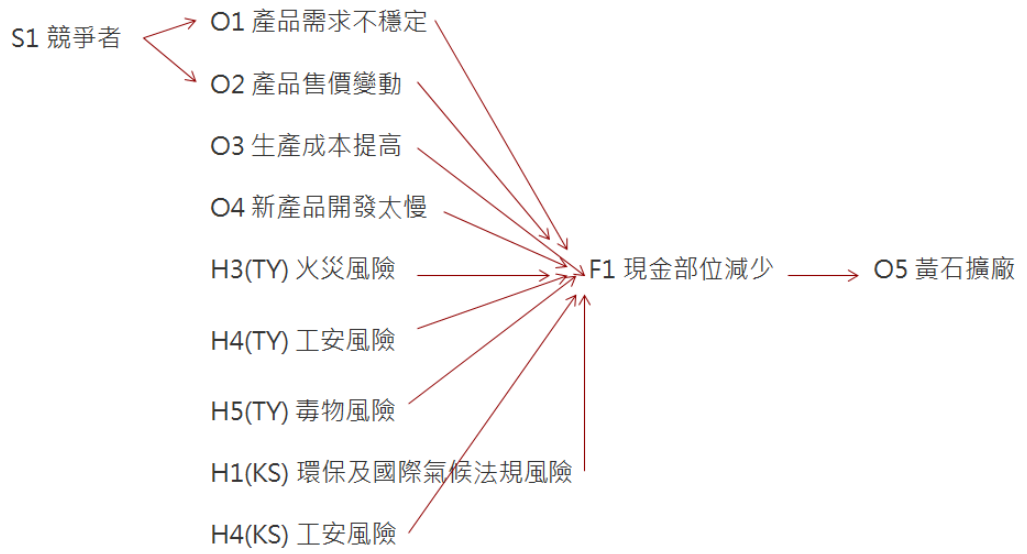 S1 競爭者
O1 產品需求不穩定
O2 產品售價變動
O3 生產成本提高
O4 新產品開發太慢
H3(TY) 火災風險
F1 現金部位減少
O5 黃石擴廠
H4(TY) 工安風險
H5(TY) 毒物風險
H1(KS) 環保及國際氣候法規風險
H4(KS) 工安風險